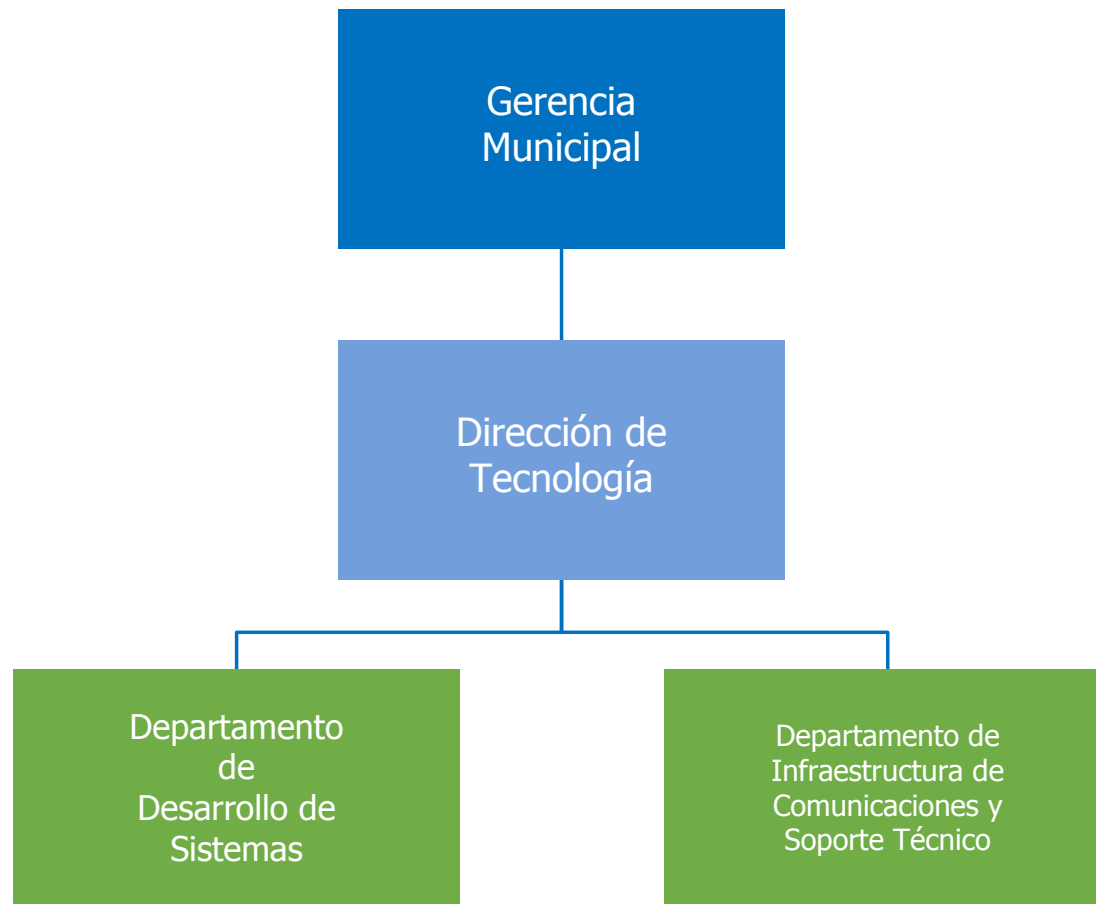 Gerencia
Municipal
Dirección de
Tecnología
Departamento
de
Desarrollo de
Sistemas
Departamento de
Infraestructura de
Comunicaciones y
Soporte Técnico